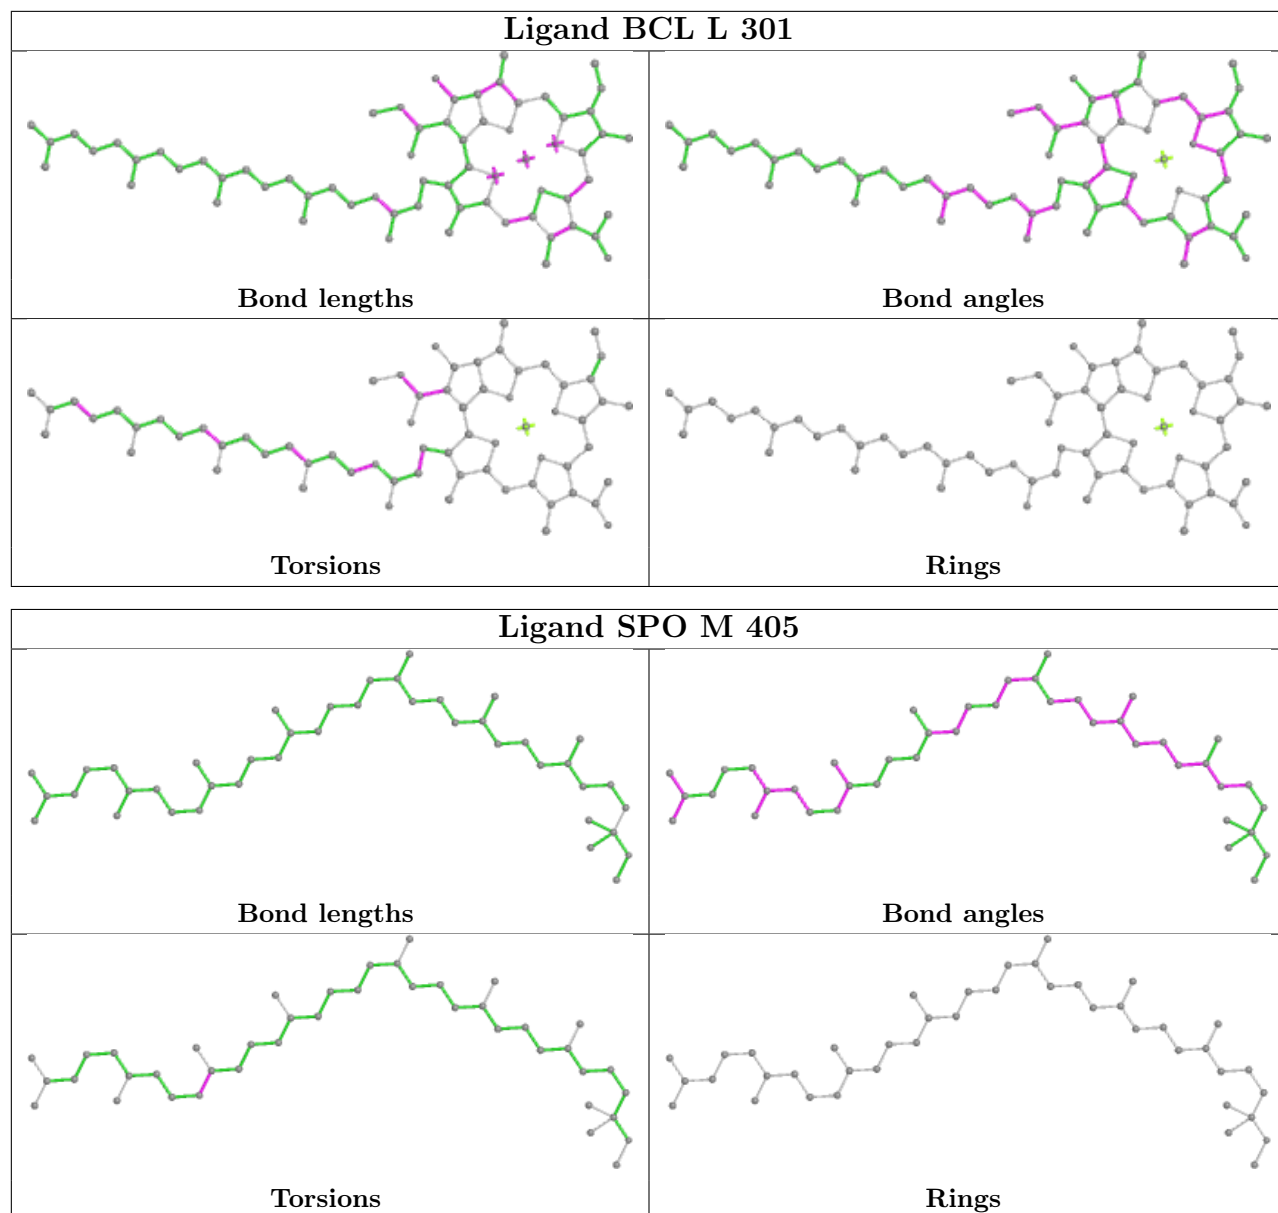 Ligand BCL L 301
Bond lengths
Bond angles
Torsions
Rings
Ligand SPO M 405
Bond lengths
Bond angles
Torsions
Rings